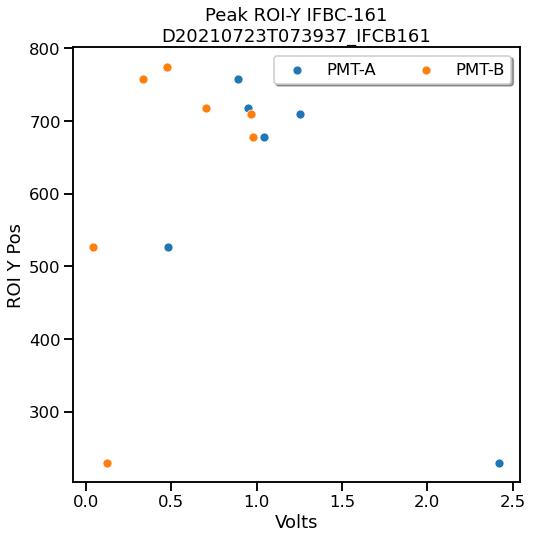 Peak ROI-Y IFBC-161
D20210723T073937_IFCB161
PMT-A PMT-B
800
700
600
500
400
300
ROI Y Pos
0.0 0.5 1.0 1.5 2.0 2.5
Volts